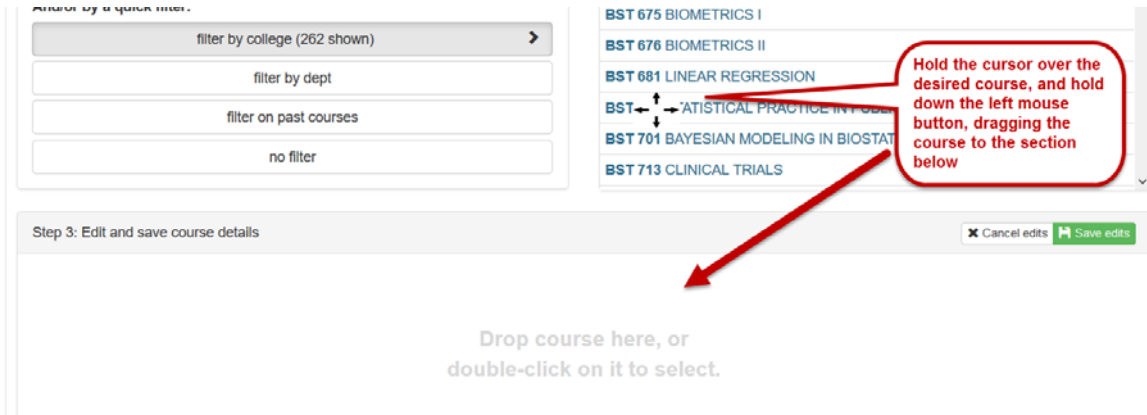 And/or by a quick filter:
filter by college (262 shown)
filter by dept
filter on past courses
no filter
BST 675 BIOMETRICS I
BST 676 BIOMETRICS II
BST 681 LINEAR REGRESSION
BST TATISTICAL PRACTICE IN
BST 701 BAYESIAN MODELING IN BIOSTAT
BST 713 CLINICAL TRIALS
Hold the cursor over the
desired course, and hold
down the left mouse
button, dragging the
course to the section
below
Step 3: Edit and save course details
Cancel edits
Save edits
Drop course here, or
double-click on it to select.